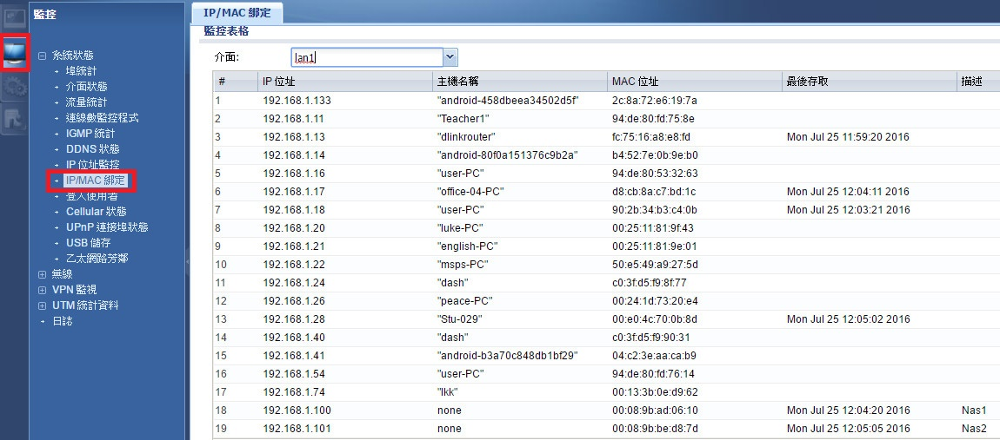 監控
系統狀態
埠統計
介面狀態
流量統計
連線數監控程式
IGMP 統計
DDNS 狀態
IP 位址監控
IP/MAC 綁定
登入使用者
Cellular 狀態
UPnP 連接埠狀態
USB 儲存
乙太網路芳鄰
無線
VPN 監視
UTM 統計資料
日誌
IP/MAC 綁定
監控表格
介面: lan1
# IP 位址 主機名稱 MAC 位址 最後存取 描述
1 192.168.1.133 "android-458dbeea34502d5f" 2c:8a:72:e6:19:7a
2 192.168.1.11 "Teacher1" 94:de:80:fd:75:8e
3 192.168.1.13 "dlinkrouter" fc:75:16:a8:e8:fd Mon Jul 25 11:59:20 2016
4 192.168.1.14 "android-80f0a151376c9b2a" b4:52:7e:0b:9e:b0
5 192.168.1.16 "user-PC" 94:de:80:53:32:63
6 192.168.1.17 "office-04-PC" d8:cb:8a:c7:bd:1c Mon Jul 25 12:04:11 2016
7 192.168.1.18 "user-PC" 90:2b:34:b3:c4:0b Mon Jul 25 12:03:21 2016
8 192.168.1.20 "luke-PC" 00:25:11:81:9f:43
9 192.168.1.21 "english-PC" 00:25:11:81:9e:01
10 192.168.1.22 "msps-PC" 50:e5:49:a9:27:5d
11 192.168.1.24 "dash" c0:3f:d5:f9:8f:77
12 192.168.1.26 "peace-PC" 00:24:1d:73:20:e4
13 192.168.1.28 "Stu-029" 00:e0:4c:70:0b:8d Mon Jul 25 12:05:02 2016
14 192.168.1.40 "dash" c0:3f:d5:f9:90:31
15 192.168.1.41 "android-b3a70c848db1bf29" 04:c2:3e:aa:ca:b9
16 192.168.1.54 "user-PC" 94:de:80:fd:76:14
17 192.168.1.74 "lkk" 00:13:3b:0e:d9:62
18 192.168.1.100 none 00:08:9b:ad:06:10 Mon Jul 25 12:04:20 2016 Nas1
19 192.168.1.101 none 00:08:9b:be:d8:7d Mon Jul 25 12:05:05 2016 Nas2